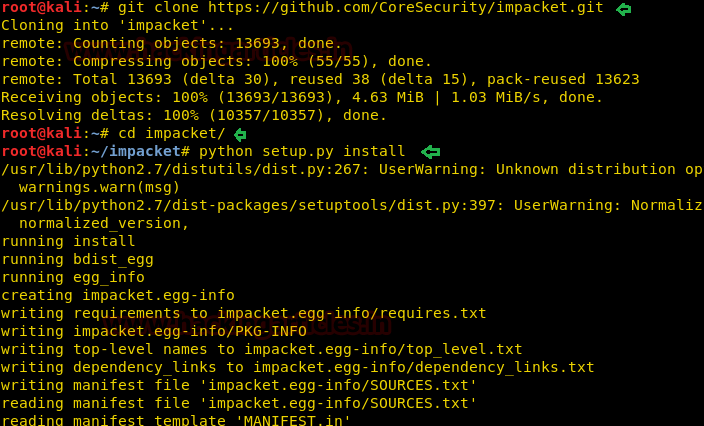 root@kali:~# git clone https://github.com/CoreSecurity/impacket.git
Cloning into 'impacket'...
remote: Counting objects: 13693, done.
remote: Compressing objects: 100% (55/55), done.
remote: Total 13693 (delta 30), reused 38 (delta 15), pack-reused 13623
Receiving objects: 100% (13693/13693), 4.63 MiB | 1.03 MiB/s, done.
Resolving deltas: 100% (10357/10357), done.
root@kali:~# cd impacket/
root@kali:~/impacket# python setup.py install
/usr/lib/python2.7/distutils/dist.py:267: UserWarning: Unknown distribution op
  warnings.warn(msg)
/usr/lib/python2.7/dist-packages/setuptools/dist.py:397: UserWarning: Normaliz
  normalized_version,
running install
running bdist_egg
running egg_info
creating impacket.egg-info
writing requirements to impacket.egg-info/requires.txt
writing impacket.egg-info/PKG-INFO
writing top-level names to impacket.egg-info/top_level.txt
writing dependency_links to impacket.egg-info/dependency_links.txt
writing manifest file 'impacket.egg-info/SOURCES.txt'
reading manifest file 'impacket.egg-info/SOURCES.txt'
reading manifest template 'MANIFEST.in'